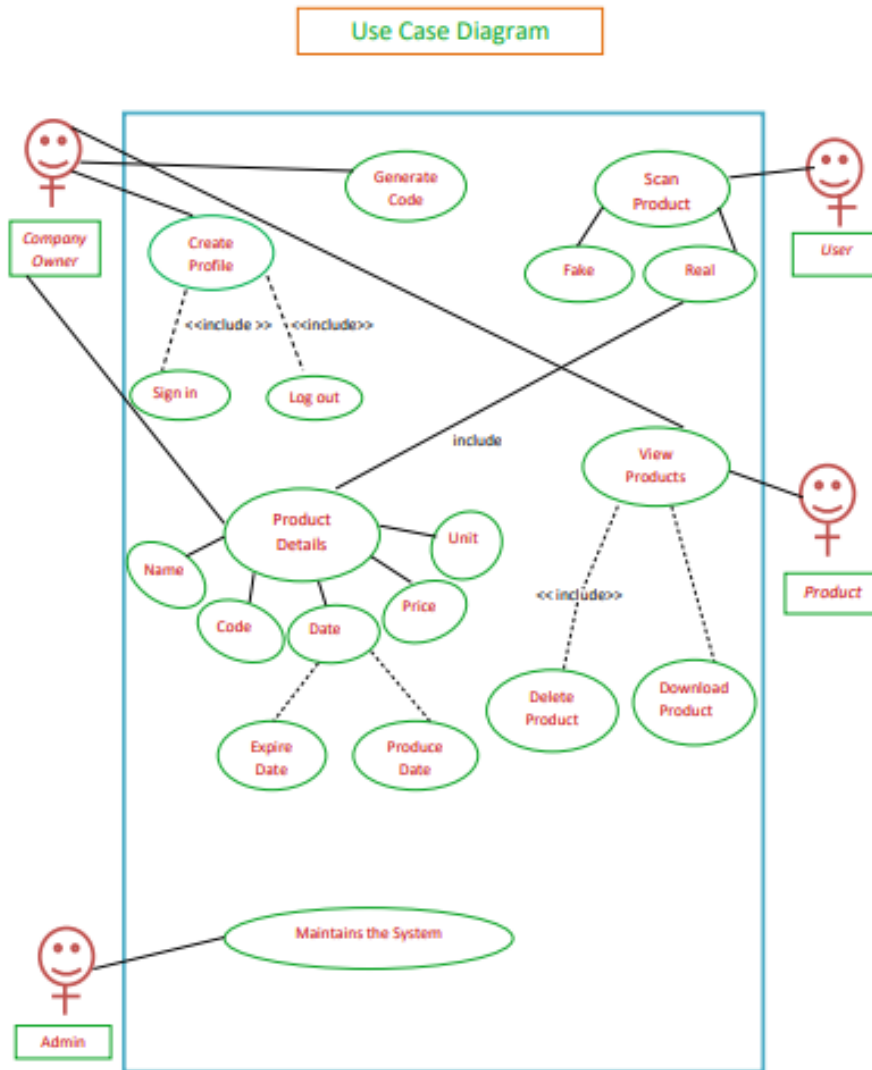 Use Case Diagram
Generate
Code
Scan
Product
Company
Owner
Create
Profile
User
Fake
Real
<<include >>
<<include>>
Sign in
Log out
include
View
Products
Product
Details
Unit
Name
Price
<< include>>
Product
Code
Date
Delete
Product
Download
Product
Expire
Date
Produce
Date
Maintains the System
Admin